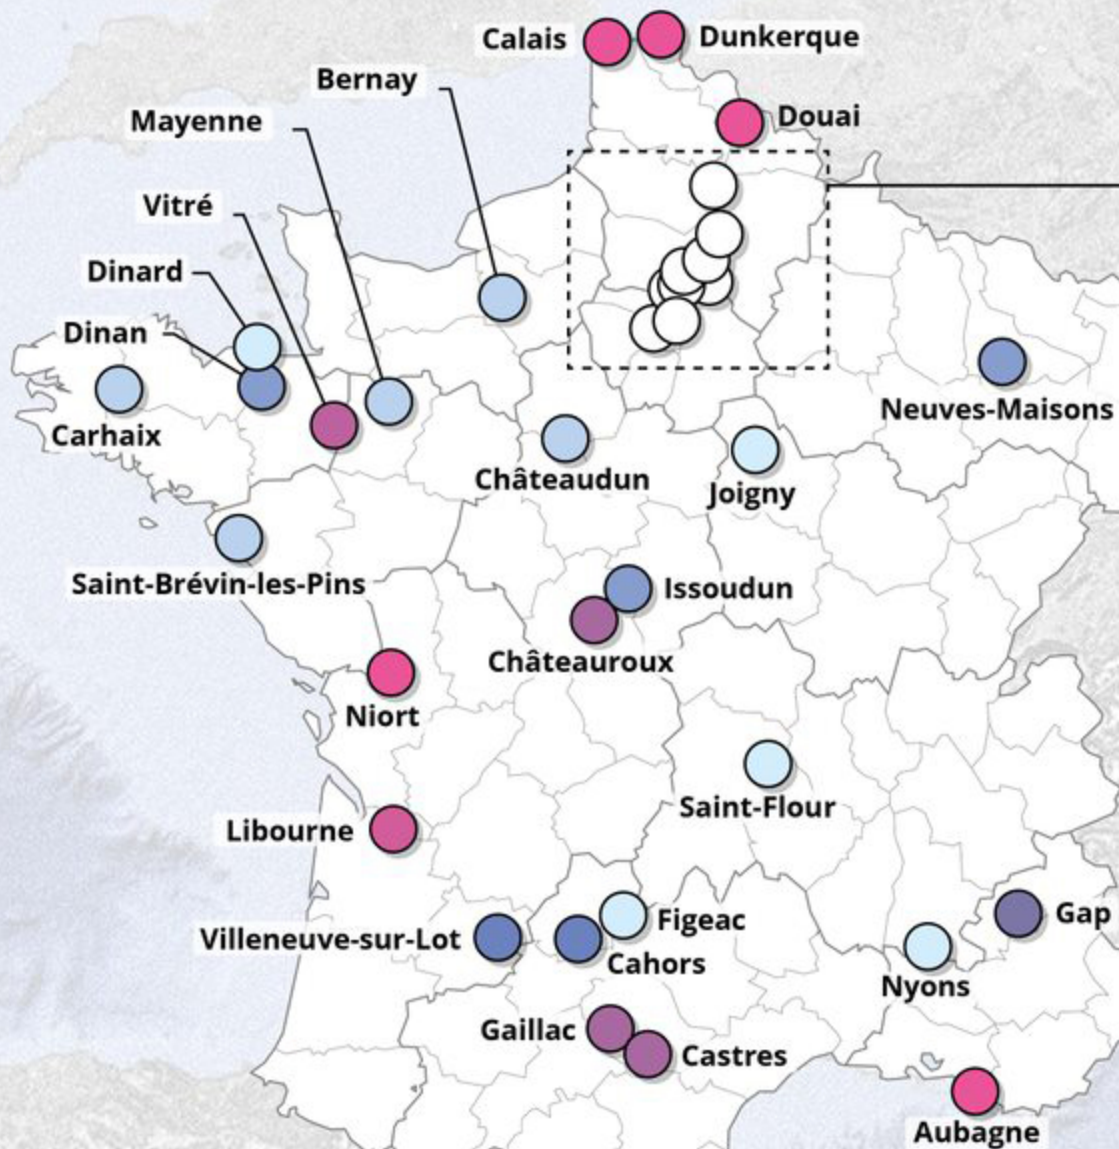 Calais
Dunkerque
Bernay
Douai
Mayenne
Vitré
Dinard
Dinan
Neuves-Maisons
Carhaix
Châteaudun
Joigny
Saint-Brévin-les-Pins
Issoudun
Châteauroux
Niort
Saint-Flour
Libourne
Figeac
Gap
Villeneuve-sur-Lot
Cahors
Nyons
Gaillac
Castres
Aubagne